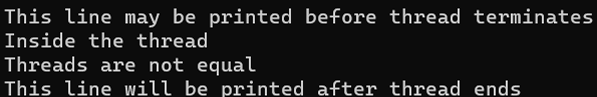 This line may be printed before thread terminates
Inside the thread
Threads are not equal
This line will be printed after thread ends